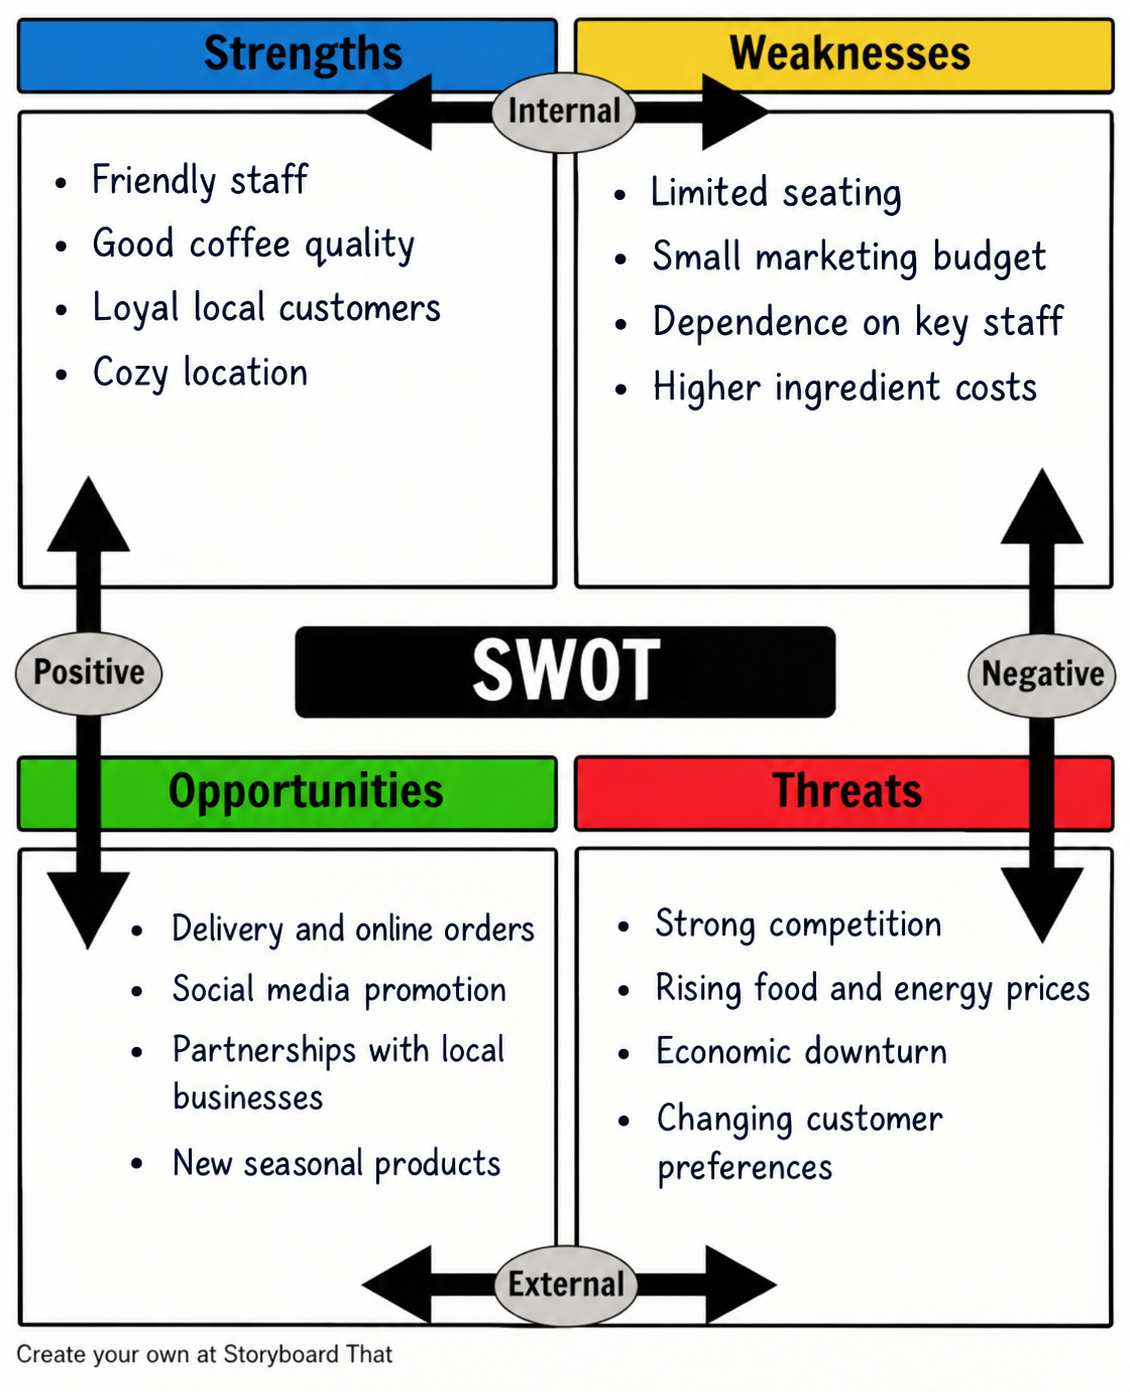 Strengths
Weaknesses
Internal
• Friendly staff
• Good coffee quality
• Loyal local customers
• Cozy location
• Limited seating
• Small marketing budget
• Dependence on key staff
• Higher ingredient costs
Positive
SWOT
Negative
Opportunities
Threats
• Delivery and online orders
• Social media promotion
• Partnerships with local
businesses
• New seasonal products
• Strong competition
• Rising food and energy prices
• Economic downturn
• Changing customer
preferences
External
Create your own at Storyboard That